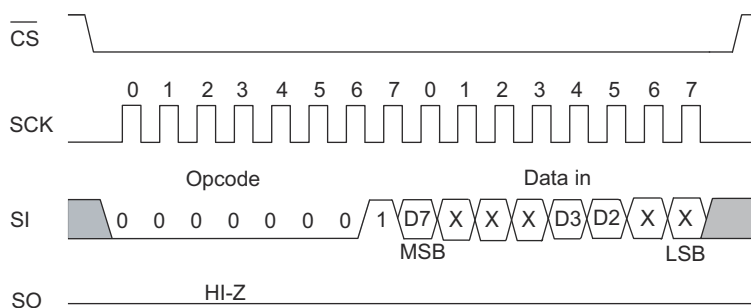 CS
0 1 2 3 4 5 6 7 0 1 2 3 4 5 6 7
SCK
Opcode Data in
SI 0 0 0 0 0 0 0 1 D7 X X X D3 D2 X X
MSB LSB
HI-Z
SO